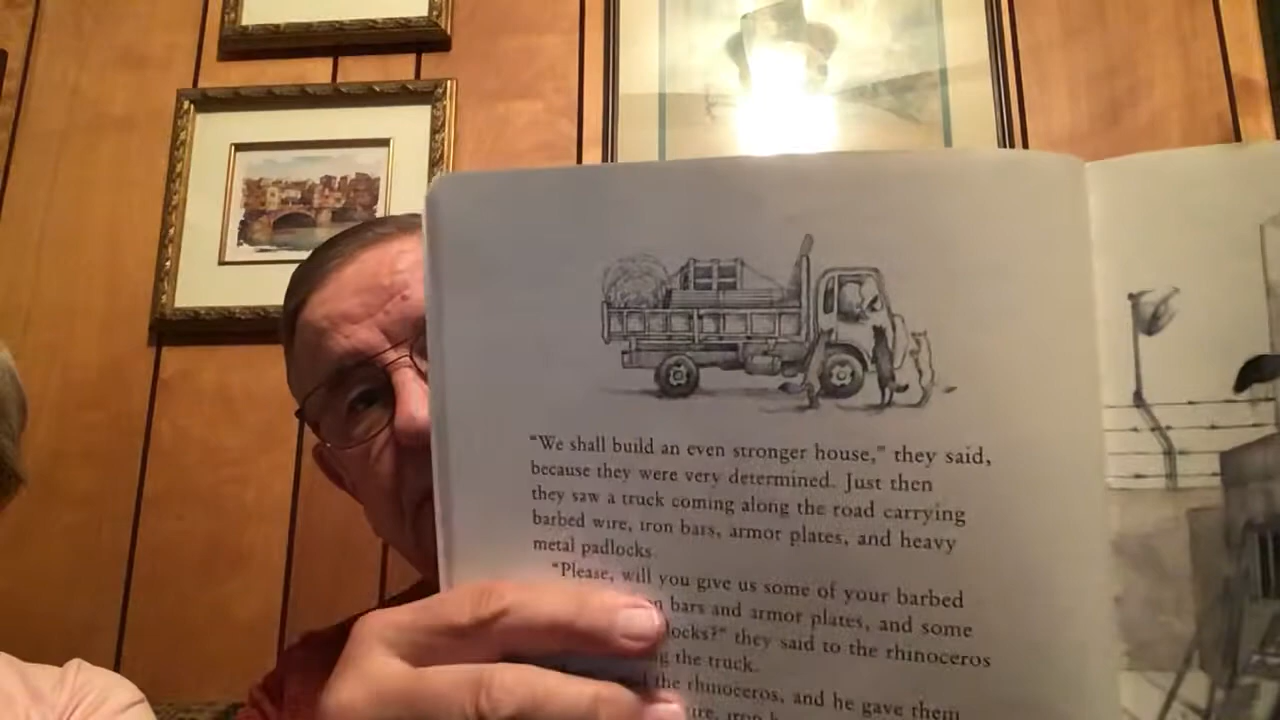 "We shall build an even stronger house," they said,
because they were very determined. Just then
they saw a truck coming along the road carrying
barbed wire, iron bars, armor plates, and heavy
metal padlocks.
"Please, will you give us some of your barbed
bars and armor plates, and some
they said to the rhinoceros
the truck.
the rhinoceros, and he gave them